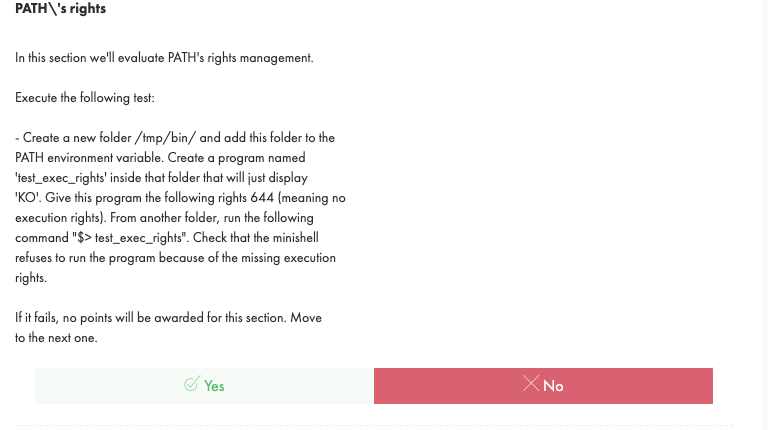 PATH\'s rights
In this section we'll evaluate PATH's rights management.
Execute the following test:
- Create a new folder /tmp/bin/ and add this folder to the
PATH environment variable. Create a program named
'test_exec_rights' inside that folder that will just display
'KO'. Give this program the following rights 644 (meaning no
execution rights). From another folder, run the following
command "$> test_exec_rights". Check that the minishell
refuses to run the program because of the missing execution
rights.
If it fails, no points will be awarded for this section. Move
to the next one.
Yes
No